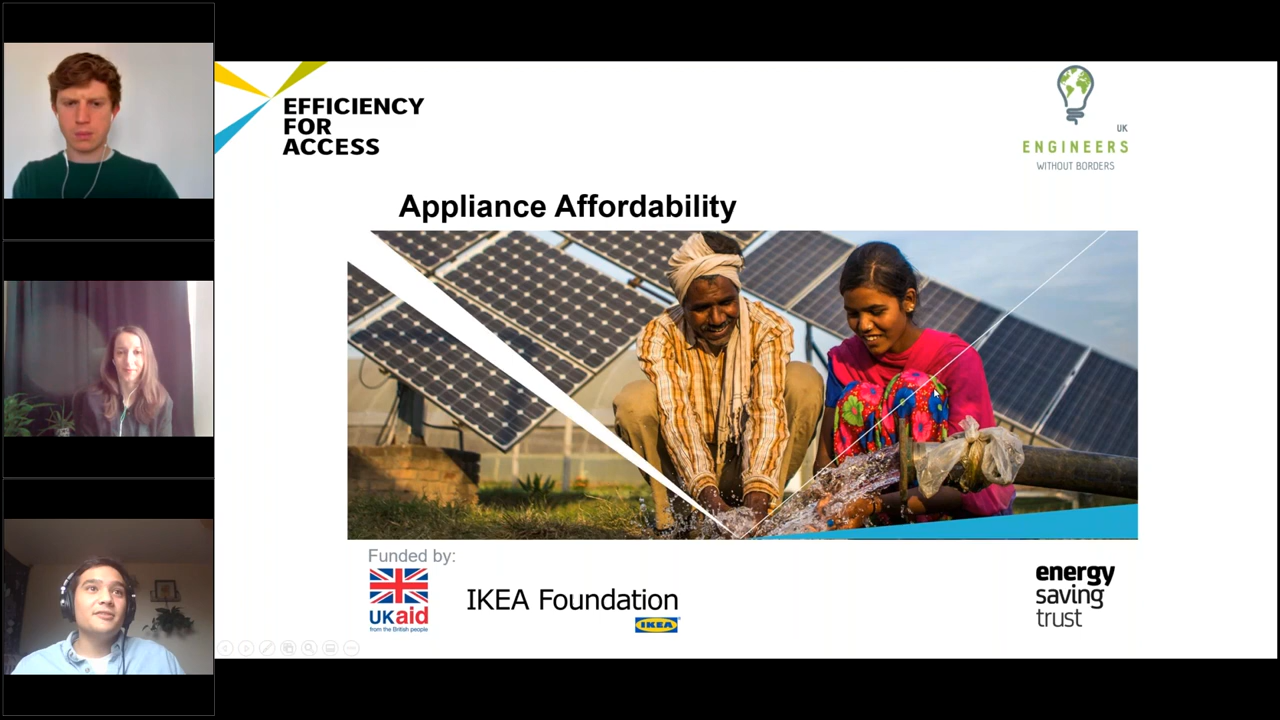 EFFICIENCY
FOR
ACCESS
UK
ENGINEERS
WITHOUT BORDERS
Appliance Affordability
Funded by:
UKaid
from the British people
IKEA Foundation
IKEA
energy
saving
trust